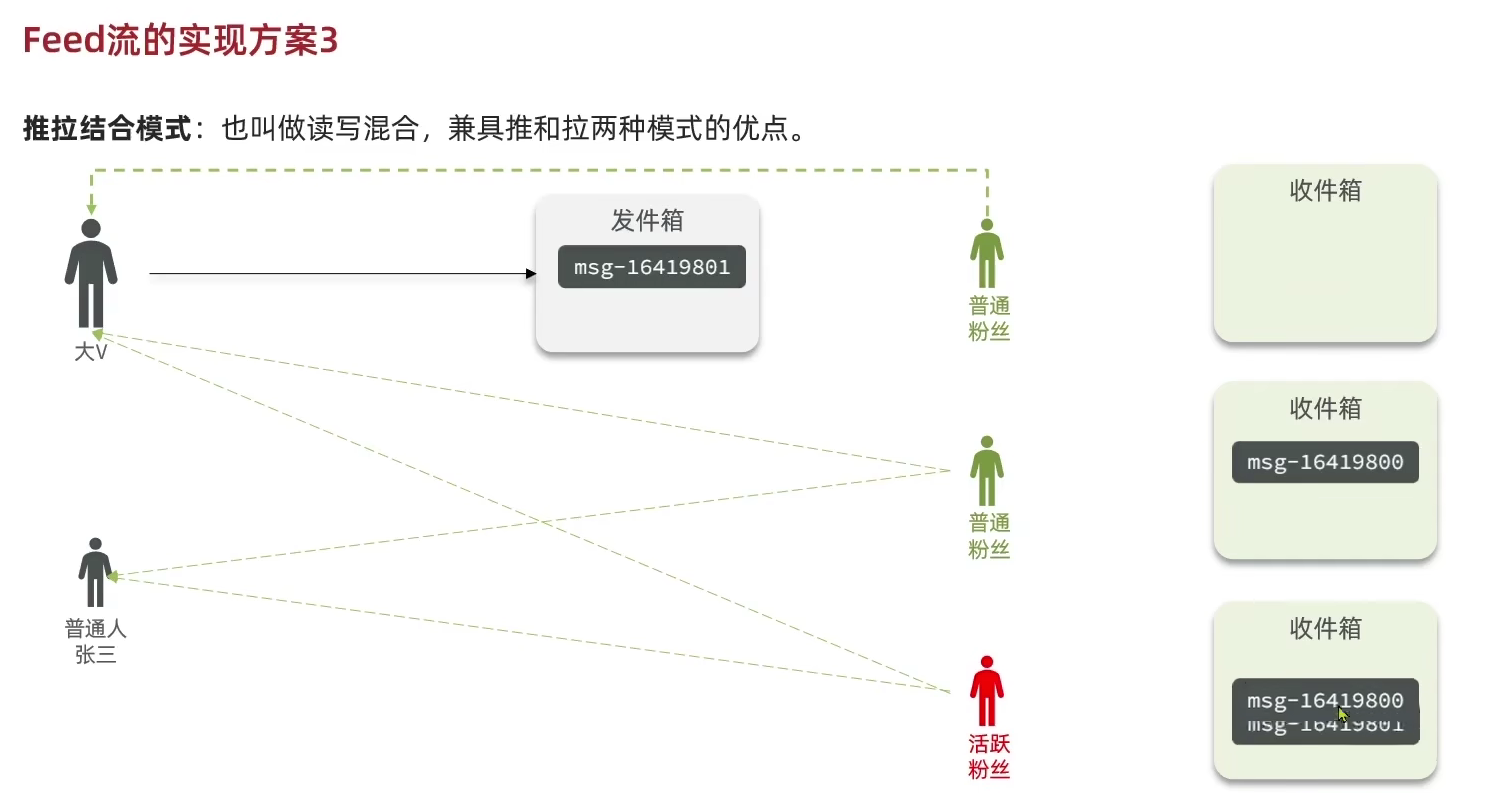 Feed流的实现方案3
推拉结合模式：也叫做读写混合，兼具推和拉两种模式的优点。
发件箱
msg-16419801
大V
普通
粉丝
收件箱
普通
粉丝
收件箱
msg-16419800
普通人
张三
活跃
粉丝
收件箱
msg-16419800
msg-16419801